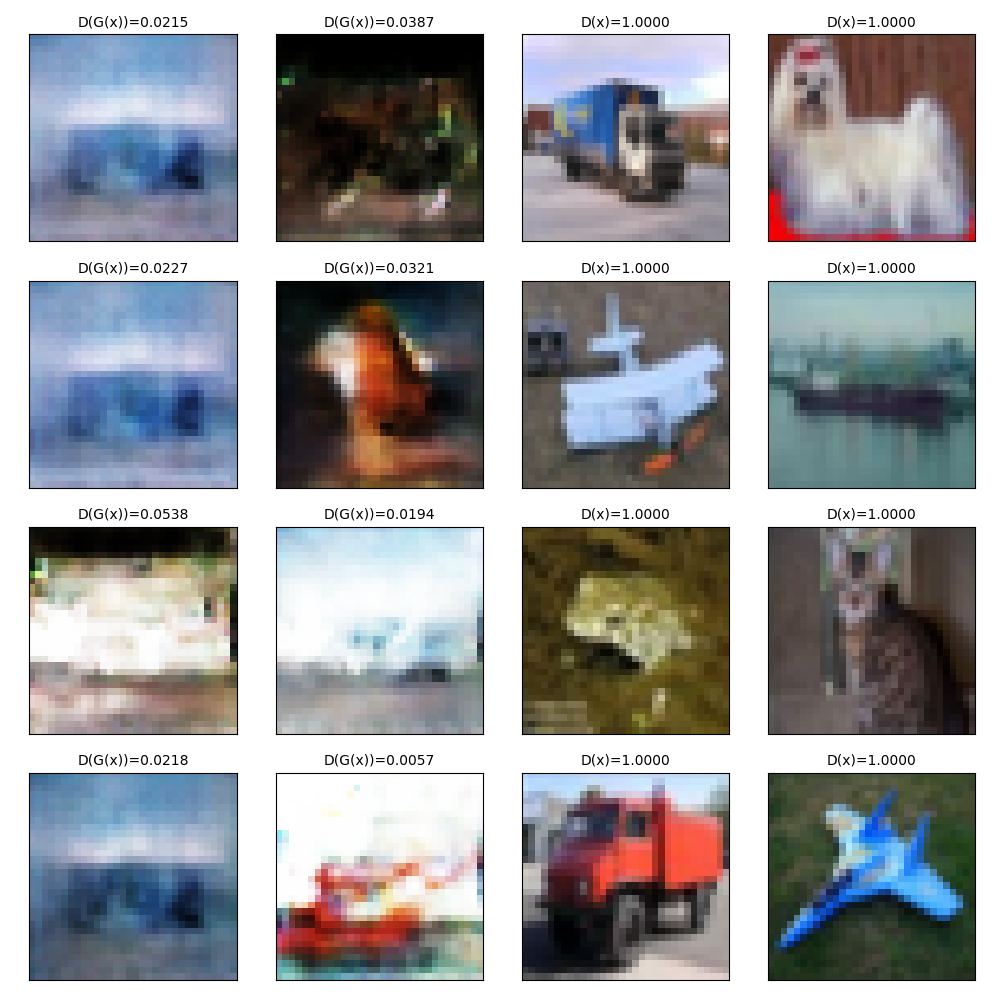 D(G(x))=0.0215 D(G(x))=0.0387 D(x)=1.0000 D(x)=1.0000
D(G(x))=0.0227 D(G(x))=0.0321 D(x)=1.0000 D(x)=1.0000
D(G(x))=0.0538 D(G(x))=0.0194 D(x)=1.0000 D(x)=1.0000
D(G(x))=0.0218 D(G(x))=0.0057 D(x)=1.0000 D(x)=1.0000